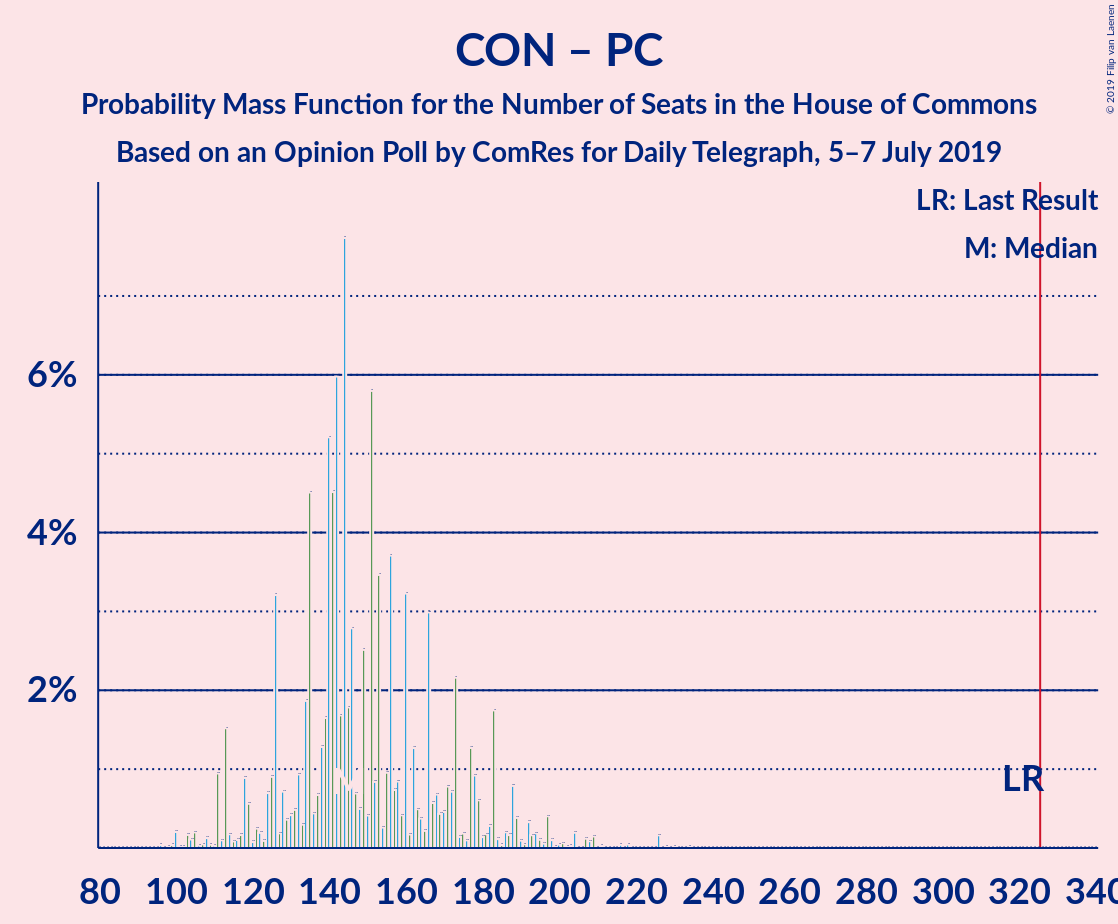 CON – PC
Probability Mass Function for the Number of Seats in the House of Commons
Based on an Opinion Poll by ComRes for Daily Telegraph, 5–7 July 2019
© 2019 Filip van Laenen
LR: Last Result
M: Median
6%
4%
2%
LR
80 100 120 140 160 180 200 220 240 260 280 300 320 340